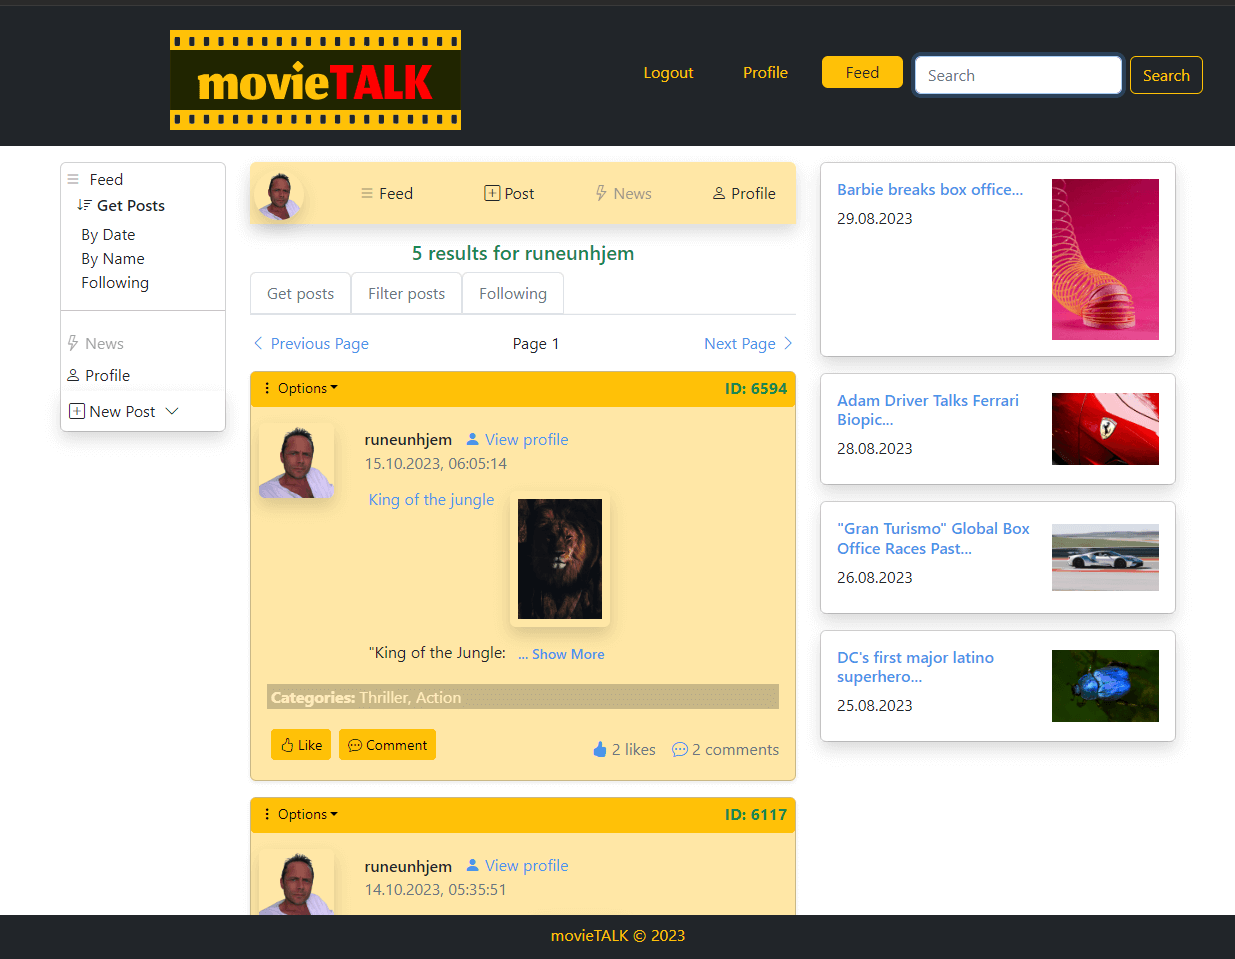 movieTALK
Logout
Profile
Feed
Search
Search
Feed
Get Posts
By Date
By Name
Following
News
Profile
New Post
Feed
Post
News
Profile
5 results for runeunhjem
Get posts
Filter posts
Following
Previous Page
Page 1
Next Page
Options
ID: 6594
runeunhjem
View profile
15.10.2023, 06:05:14
King of the jungle
"King of the Jungle:
... Show More
Categories: Thriller, Action
Like
Comment
2 likes
2 comments
Options
ID: 6117
runeunhjem
View profile
14.10.2023, 05:35:51
Barbie breaks box office...
29.08.2023
Adam Driver Talks Ferrari
Biopic...
28.08.2023
"Gran Turismo" Global Box
Office Races Past...
26.08.2023
DC's first major latino
superhero...
25.08.2023
movieTALK © 2023